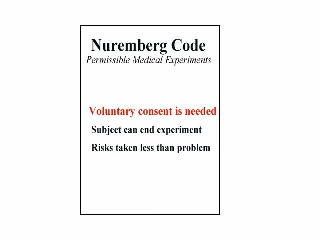 Nuremberg Code
Permissible Medical Experiments
Voluntary consent is needed
Subject can end experiment
Risks taken less than problem